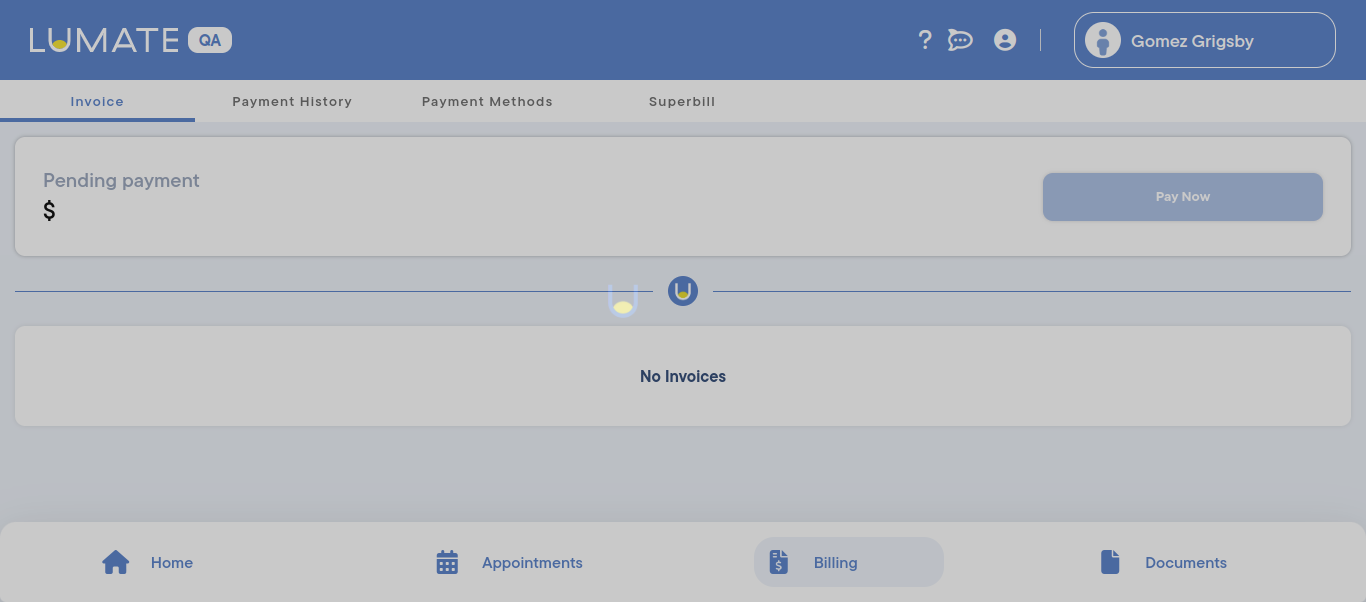 LUMATE QA
?
Gomez Grigsby
Invoice
Payment History
Payment Methods
Superbill
Pending payment
$
Pay Now
No Invoices
Home
Appointments
Billing
Documents